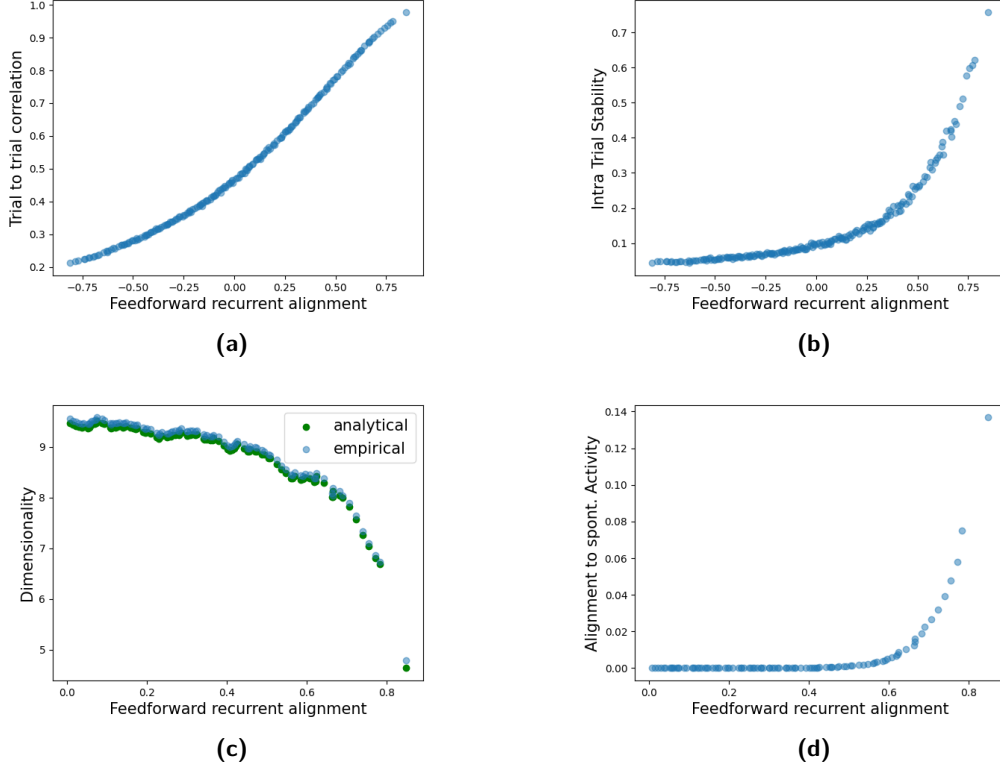 Trial to trial correlation
1.0
0.9
0.8
0.7
0.6
0.5
0.4
0.3
0.2
−0.75 −0.50 −0.25 0.00 0.25 0.50 0.75
Feedforward recurrent alignment
(a)
Intra Trial Stability
0.7
0.6
0.5
0.4
0.3
0.2
0.1
−0.75 −0.50 −0.25 0.00 0.25 0.50 0.75
Feedforward recurrent alignment
(b)
Dimensionality
9
8
7
6
5
analytical
empirical
0.0 0.2 0.4 0.6 0.8
Feedforward recurrent alignment
(c)
Alignment to spont. Activity
0.14
0.12
0.10
0.08
0.06
0.04
0.02
0.00
0.0 0.2 0.4 0.6 0.8
Feedforward recurrent alignment
(d)